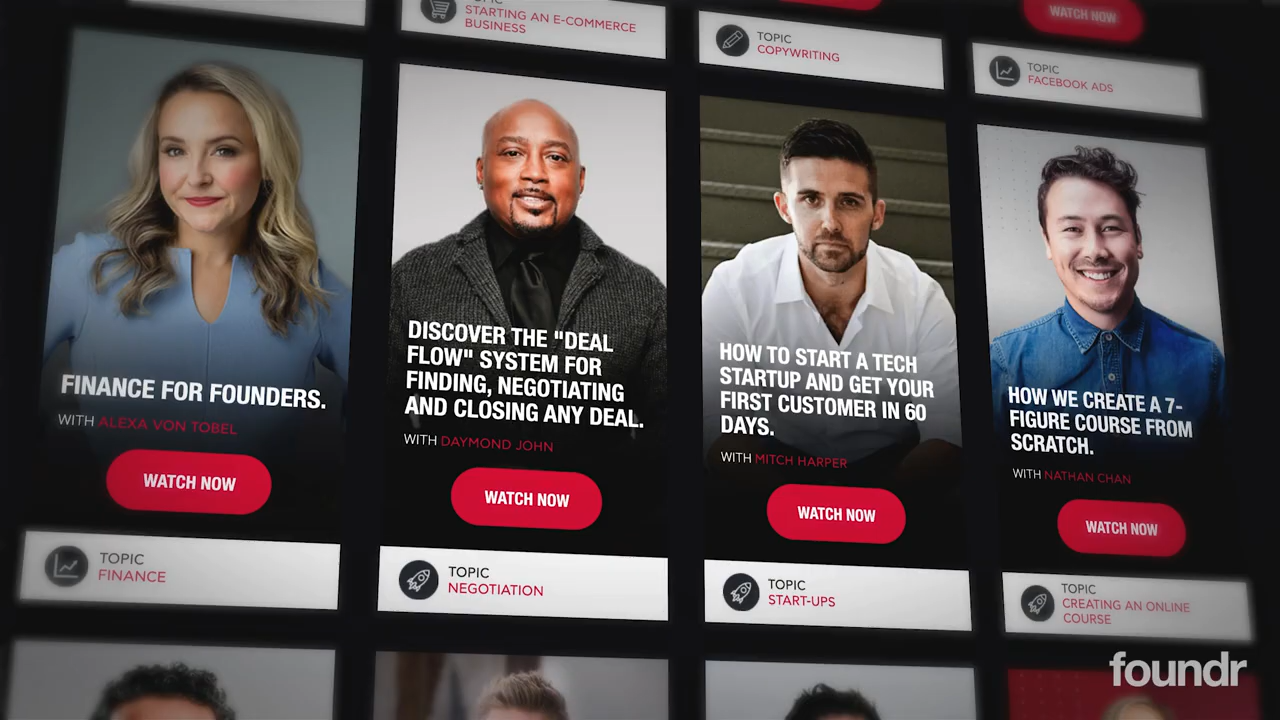 TOPIC
STARTING AN E-COMMERCE
BUSINESS
TOPIC
COPYWRITING
WATCH NOW
TOPIC
FACEBOOK ADS
FINANCE FOR FOUNDERS.
WITH ALEXA VON TOBEL
WATCH NOW
TOPIC
FINANCE
DISCOVER THE "DEAL
FLOW" SYSTEM FOR
FINDING, NEGOTIATING
AND CLOSING ANY DEAL.
WITH DAYMOND JOHN
WATCH NOW
TOPIC
NEGOTIATION
HOW TO START A TECH
STARTUP AND GET YOUR
FIRST CUSTOMER IN 60
DAYS.
WITH MITCH HARPER
WATCH NOW
TOPIC
START-UPS
HOW WE CREATE A 7-
FIGURE COURSE FROM
SCRATCH.
WITH NATHAN CHAN
WATCH NOW
TOPIC
CREATING AN ONLINE
COURSE
foundr